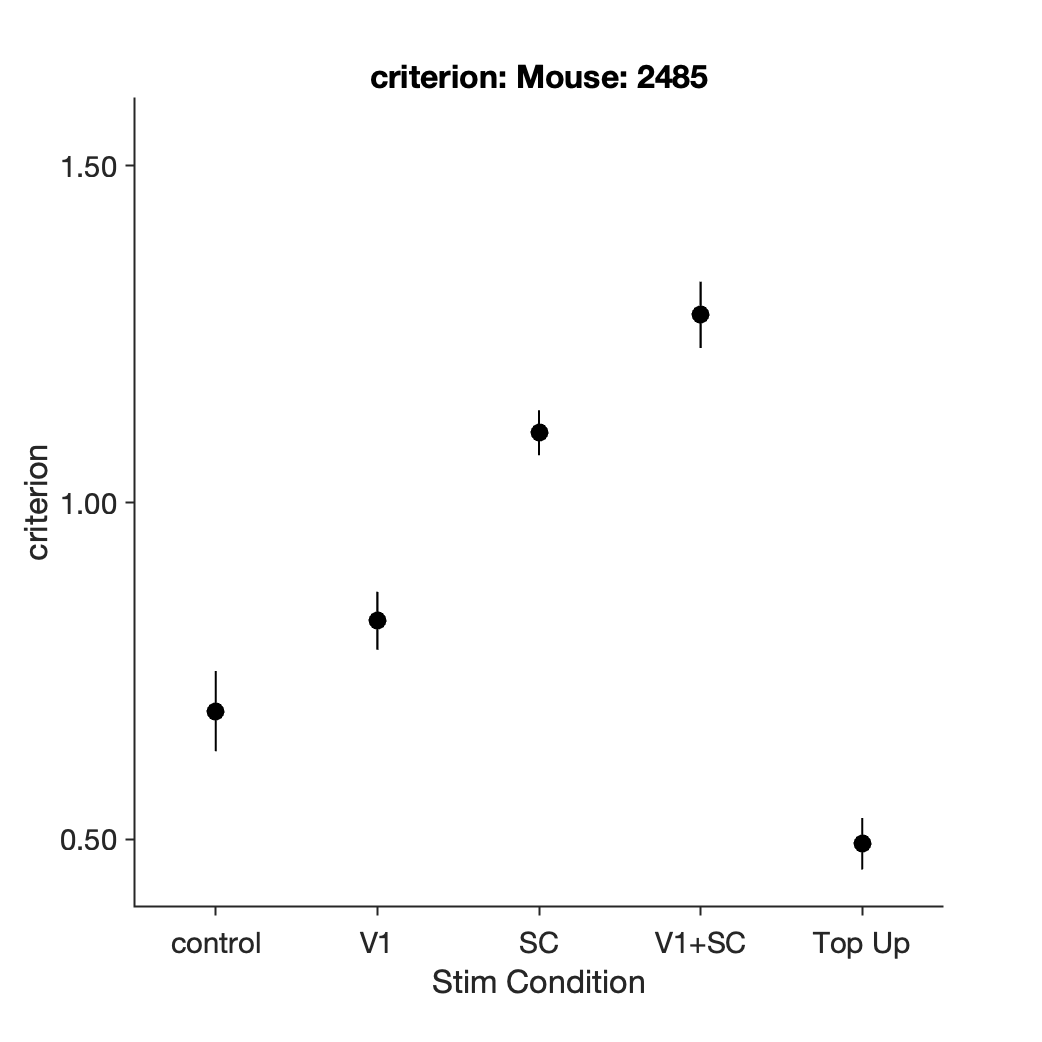 criterion: Mouse: 2485
criterion
1.50
1.00
0.50
control V1 SC V1+SC Top Up
Stim Condition